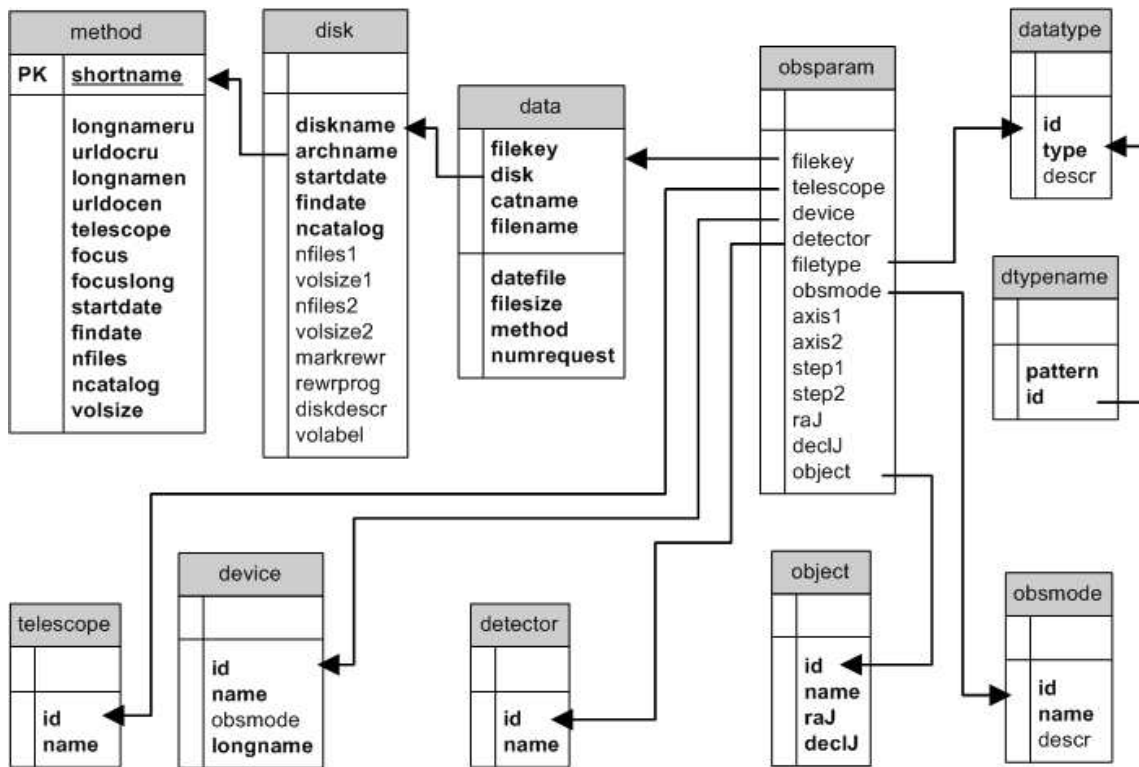 method
PK shortname
longnameru
urldocru
longnamen
urldocen
telescope
focus
focuslong
startdate
findate
nfiles
ncatalog
volsize
disk
diskname
archname
startdate
findate
ncatalog
nfiles1
volsize1
nfiles2
volsize2
markrewr
rewrprog
diskdescr
volabel
data
filekey
disk
catname
filename
datefile
filesize
method
numrequest
obsparam
filekey
telescope
device
detector
filetype
obsmode
axis1
axis2
step1
step2
raJ
declJ
object
datatype
id
type
descr
dtypename
pattern
id
telescope
id
name
device
id
name
obsmode
longname
detector
id
name
object
id
name
raJ
declJ
obsmode
id
name
descr